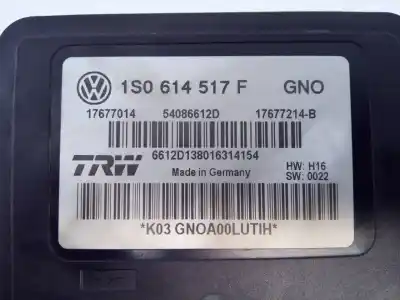 1S0 614 517 F GNO
17677014 54086612D 17677214-B
6612D138016314154
TRW Made in Germany HW: H16
SW: 0022
*K03 GNOA00LUTIH*